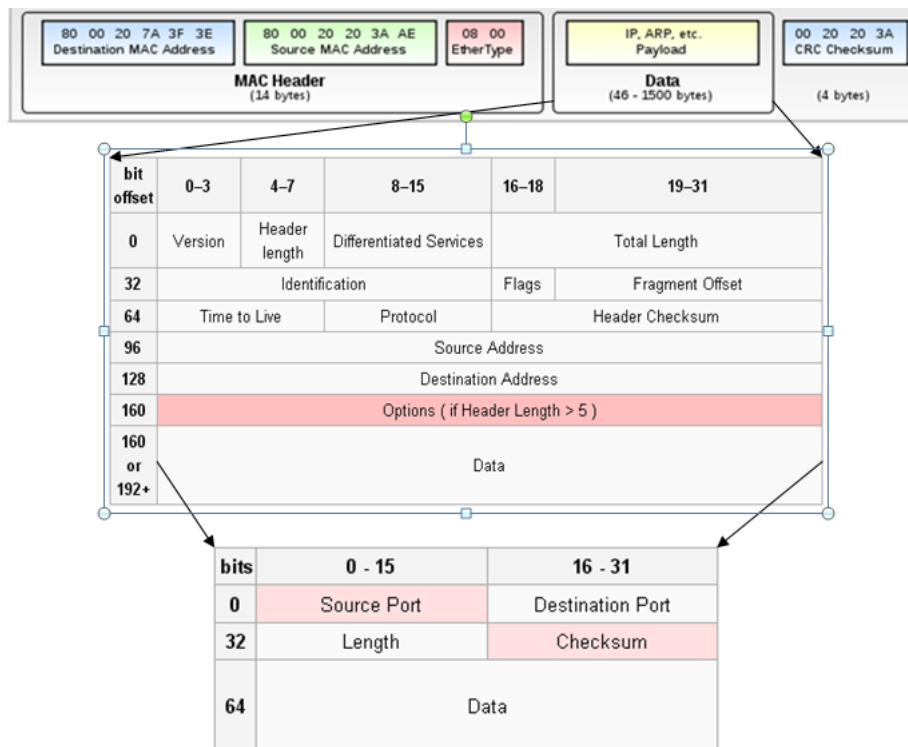 80 00 20 7A 3F 3E
Destination MAC Address
80 00 20 20 3A AE
Source MAC Address
08 00
EtherType
IP, ARP, etc.
Payload
00 20 20 3A
CRC Checksum
MAC Header
(14 bytes)
Data
(46 - 1500 bytes)
(4 bytes)
bit
offset
0–3
4–7
8–15
16–18
19–31
0
Version
Header
length
Differentiated Services
Total Length
32
Identification
Flags
Fragment Offset
64
Time to Live
Protocol
Header Checksum
96
Source Address
128
Destination Address
160
Options ( if Header Length > 5 )
160
or
192+
Data
bits
0 - 15
16 - 31
0
Source Port
Destination Port
32
Length
Checksum
64
Data